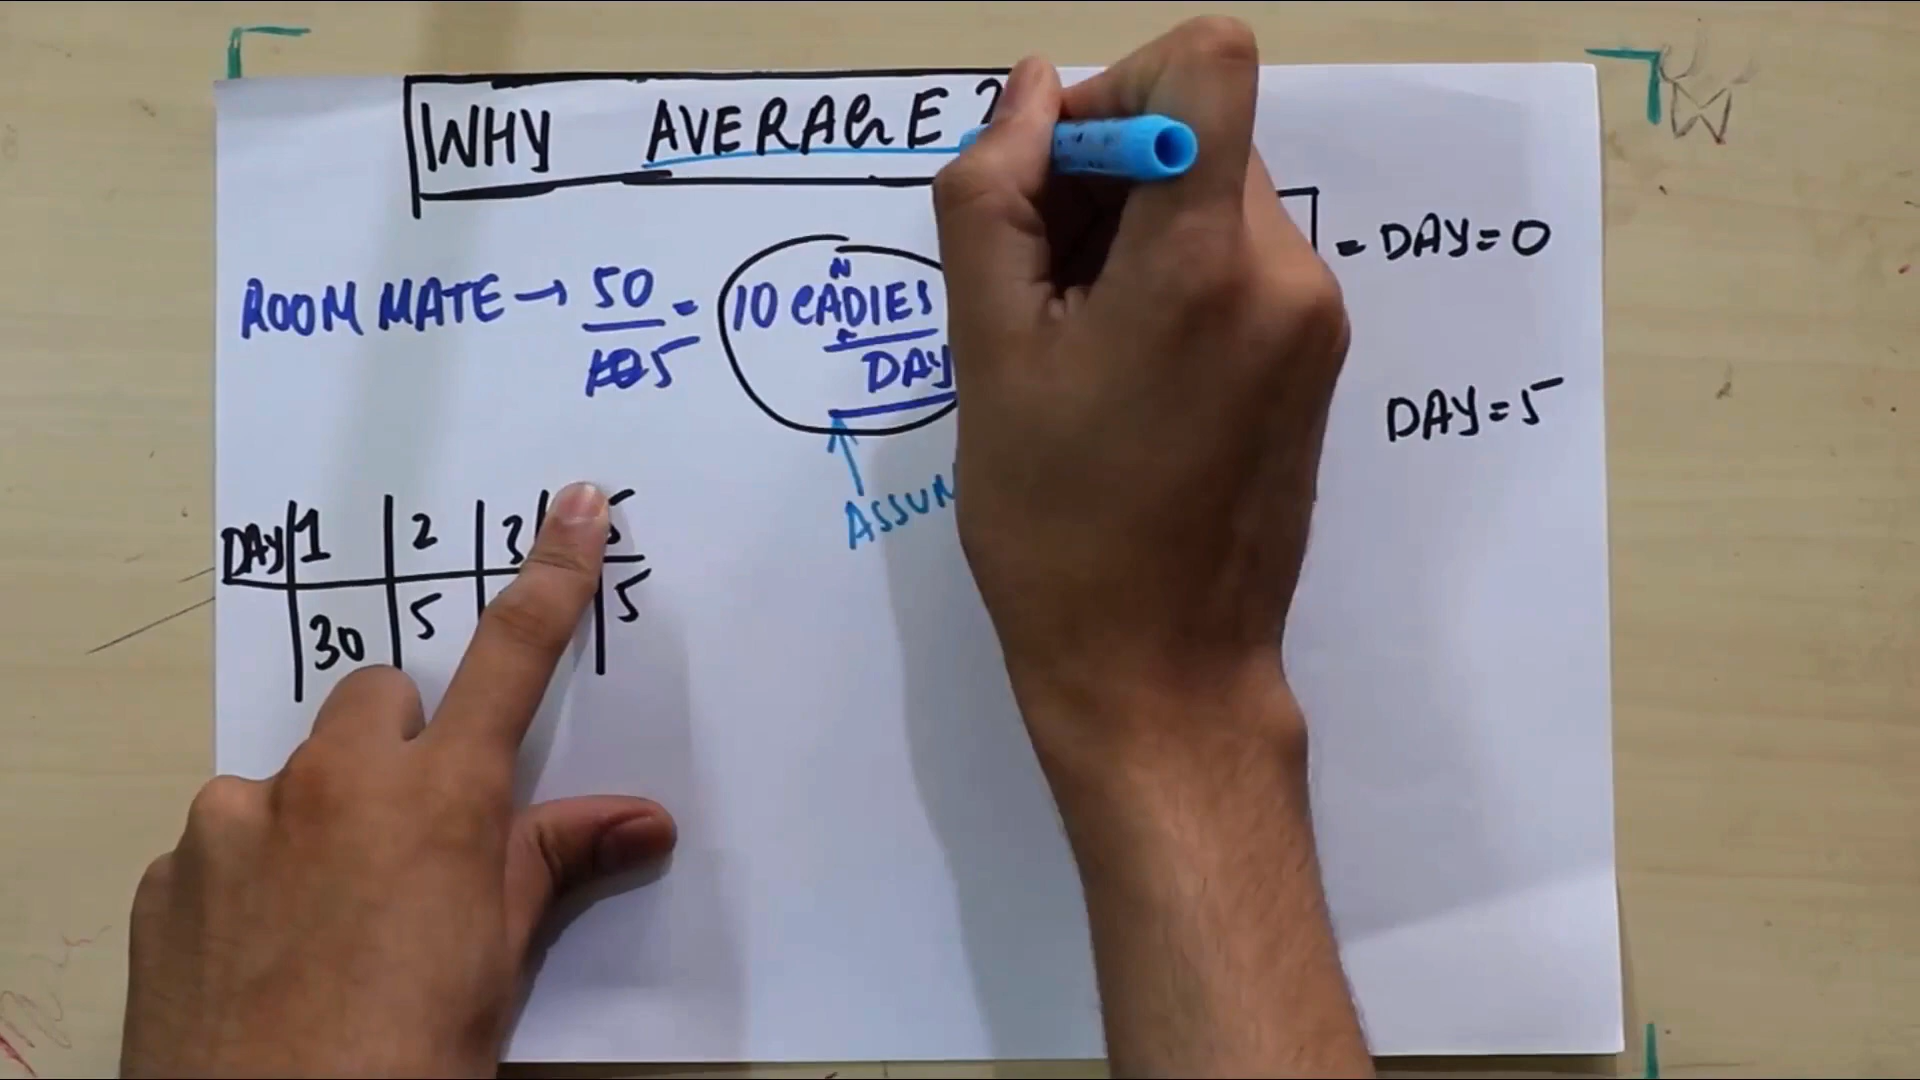 WHY AVERAGE?
= DAY=0
ROOM MATE → 50 = 10 CADIES
N
5 DAY
DAY=5
ASSUM
DAY 1 2 3 5
30 5 5